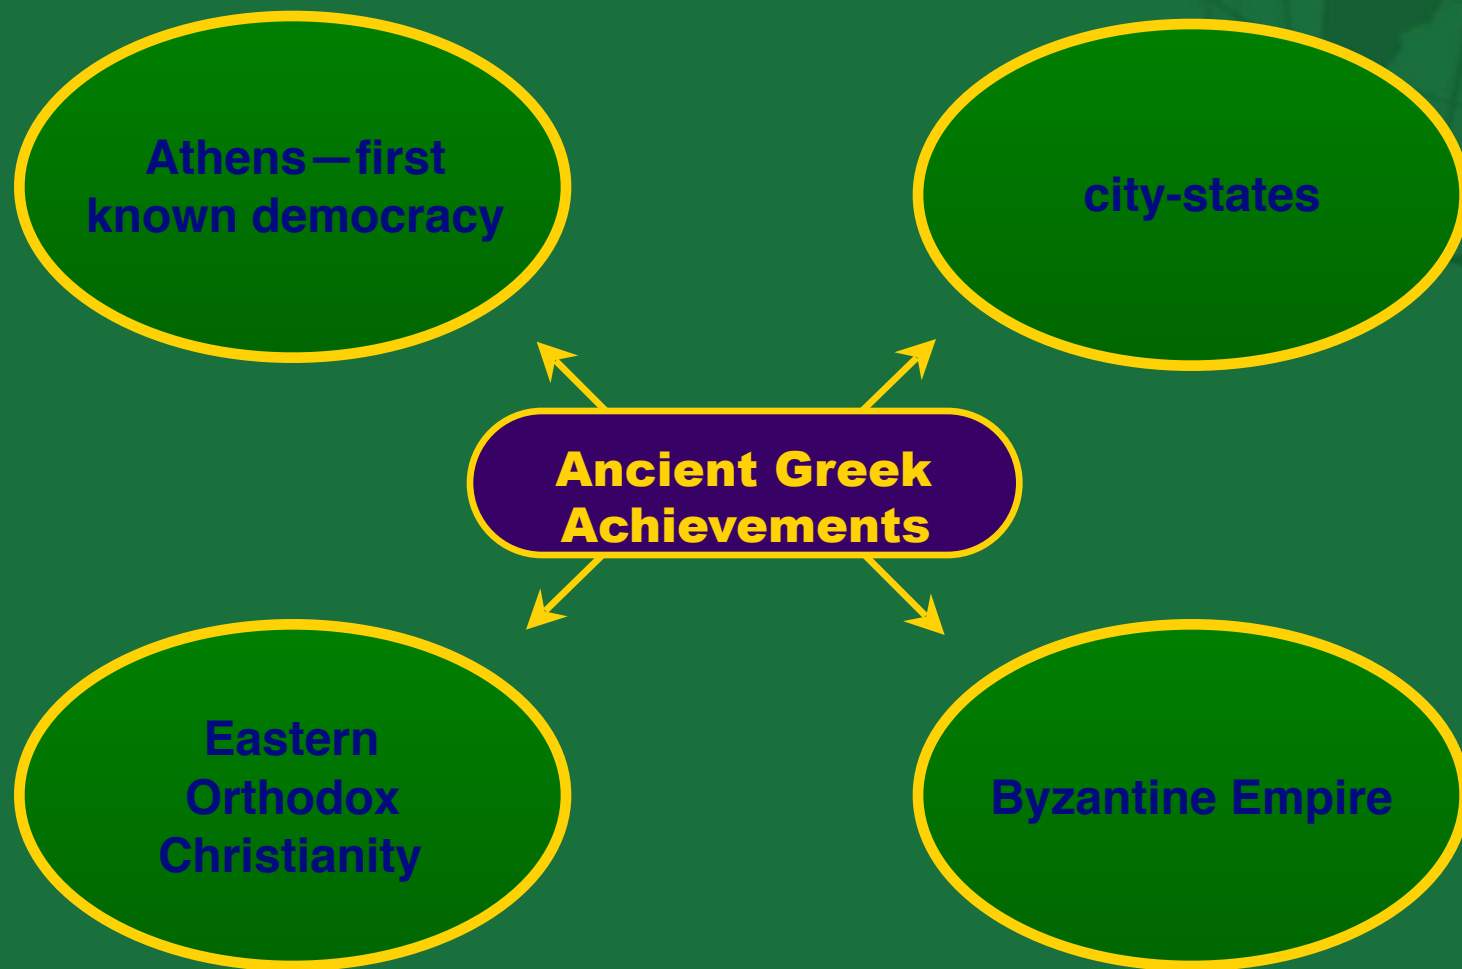 Athens—first
known democracy
city-states
Ancient Greek
Achievements
Eastern
Orthodox
Christianity
Byzantine Empire